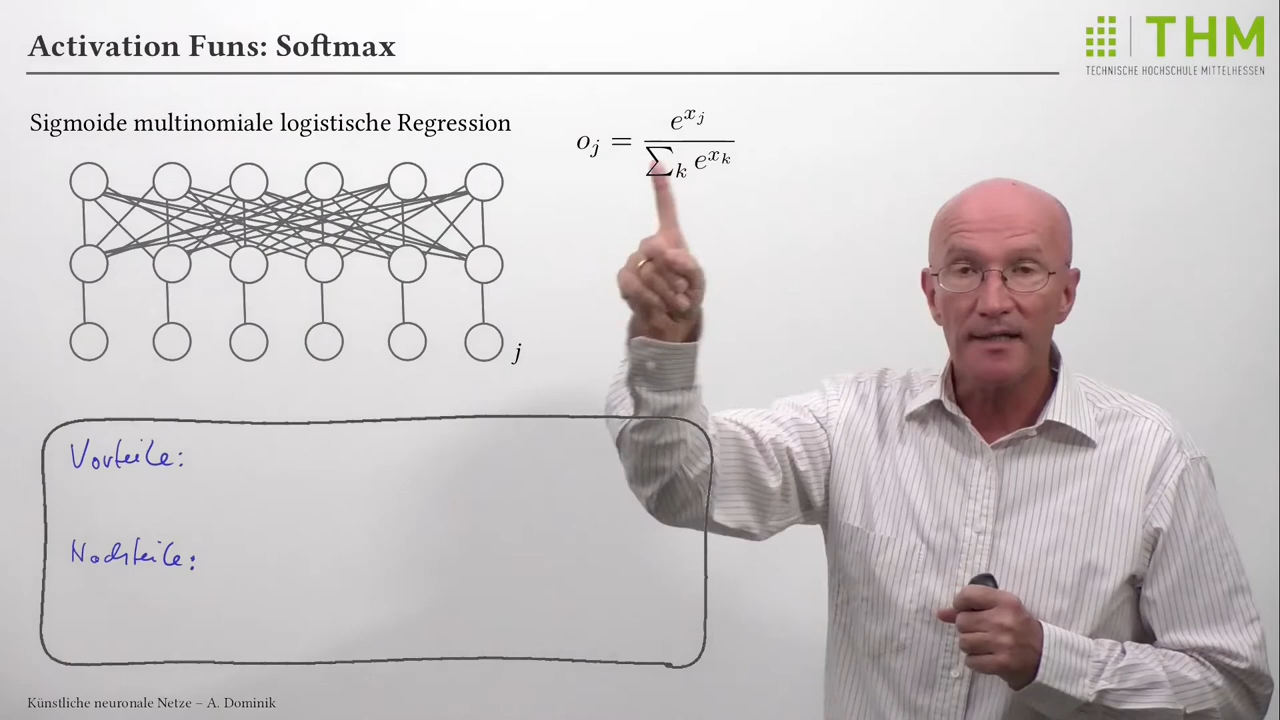 Activation Funs: Softmax
THM
TECHNISCHE HOCHSCHULE MITTELHESSEN
Sigmoide multinomiale logistische Regression
o_j = e^{x_j} / ∑_k e^{x_k}
j
Vorteile:
Nachteile:
Künstliche neuronale Netze – A. Dominik